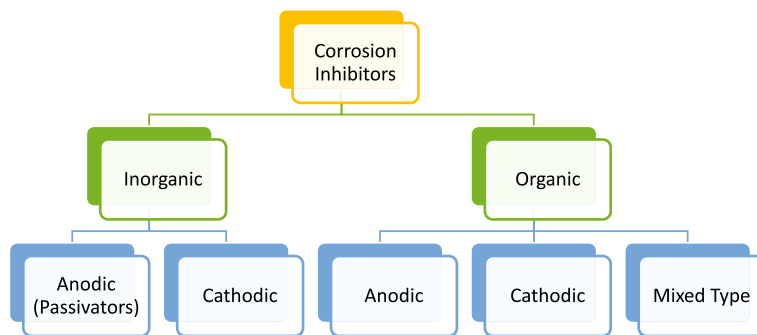 Corrosion
Inhibitors
Inorganic
Organic
Anodic
(Passivators)
Cathodic
Anodic
Cathodic
Mixed Type